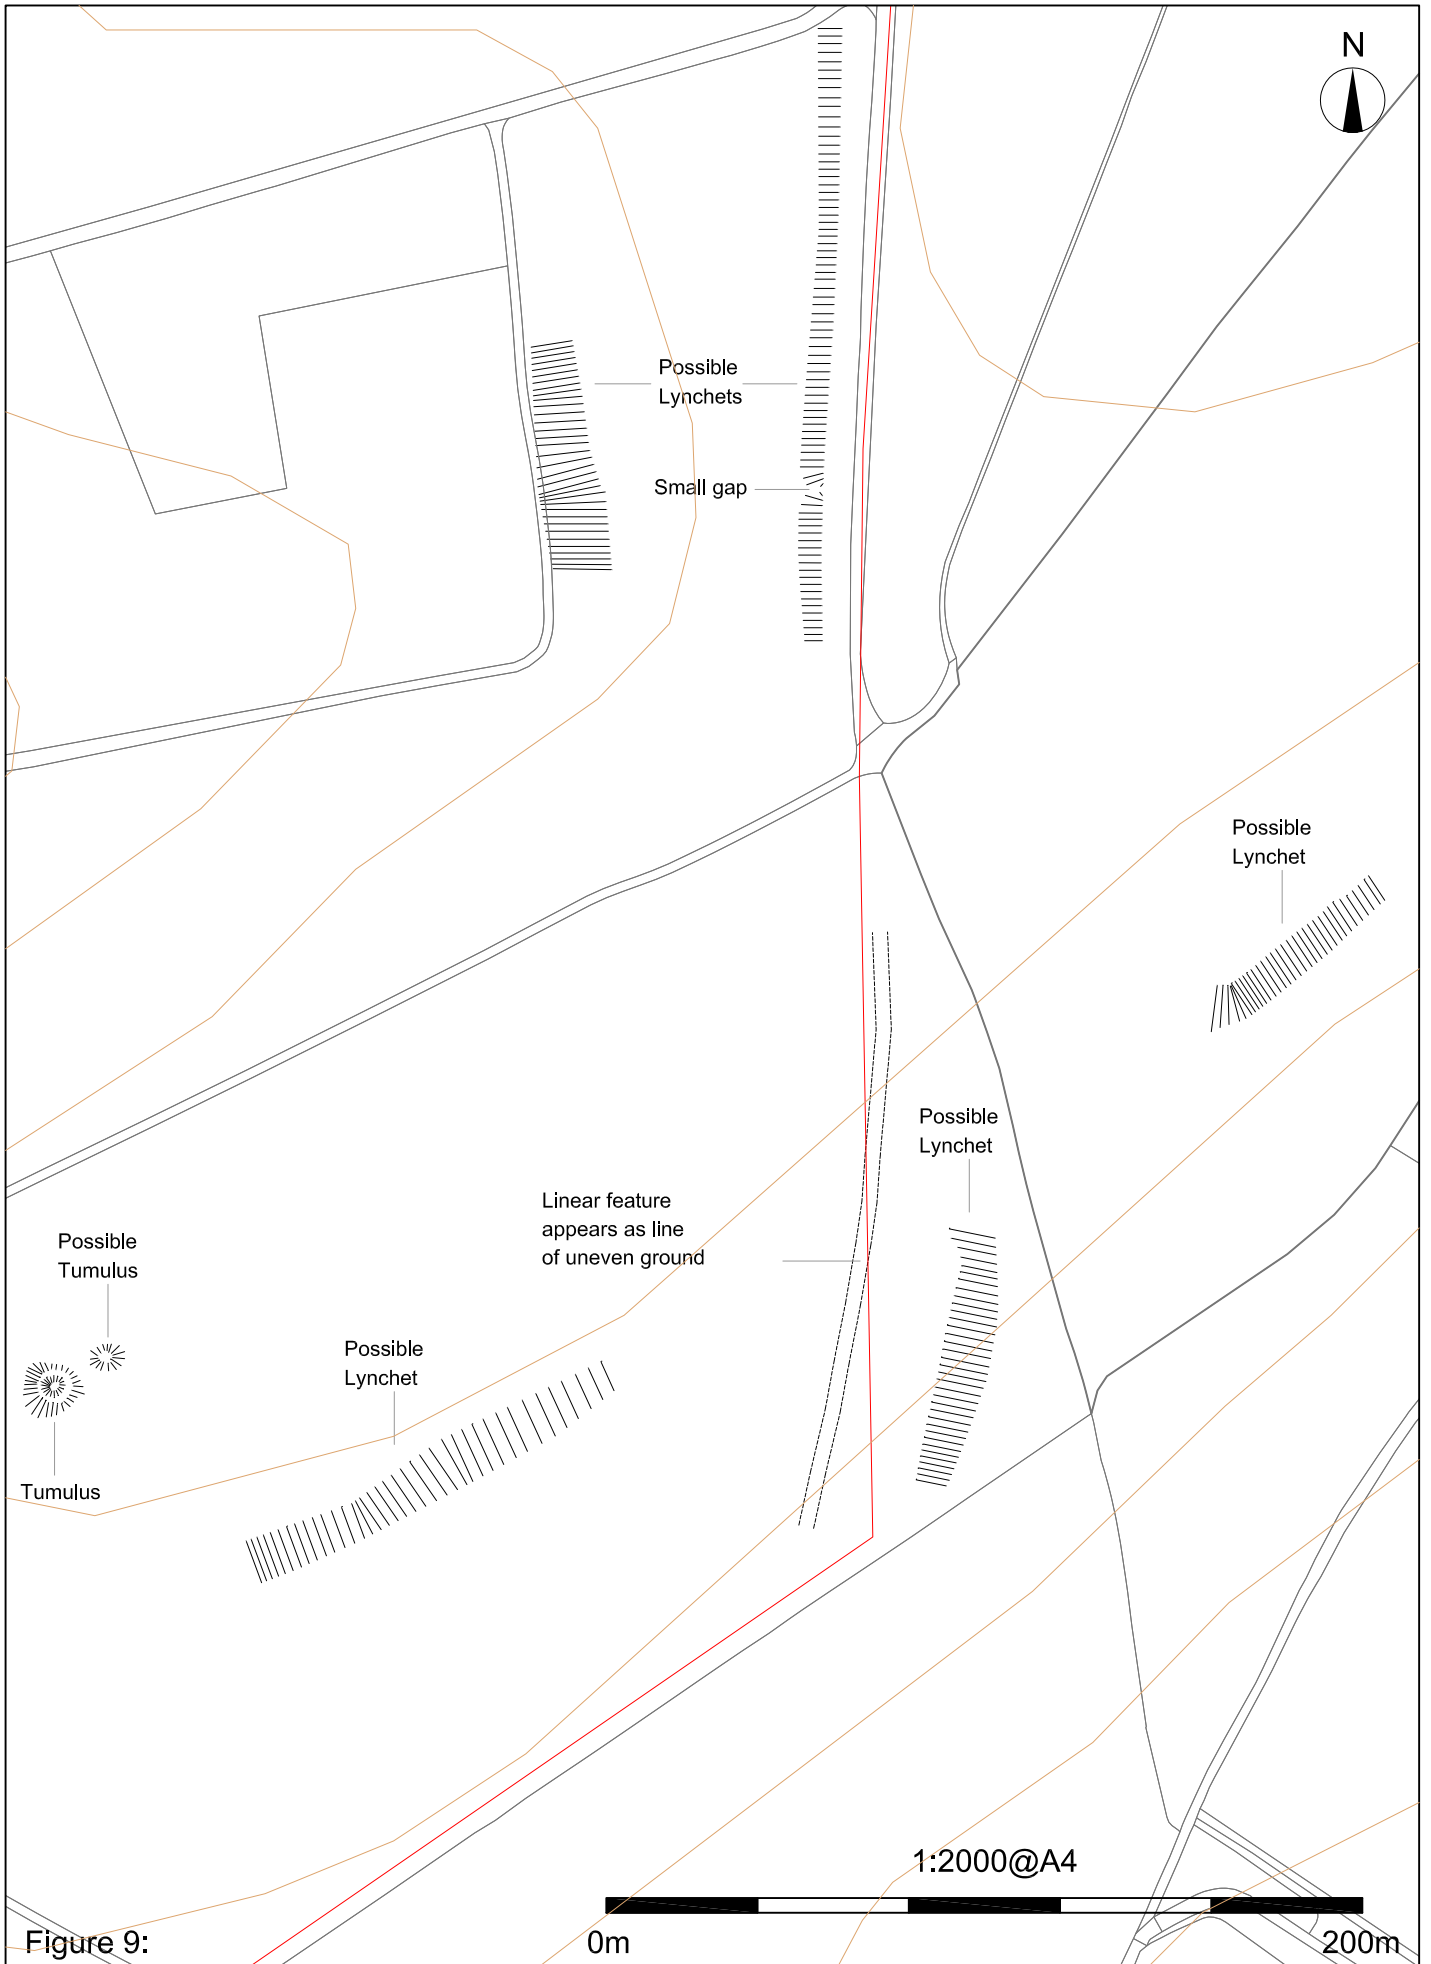 N
Possible
Lynchets
Small gap
Possible
Lynchet
Possible
Lynchet
Linear feature
appears as line
of uneven ground
Possible
Tumulus
Possible
Lynchet
Tumulus
1:2000@A4
Figure 9:
0m
200m